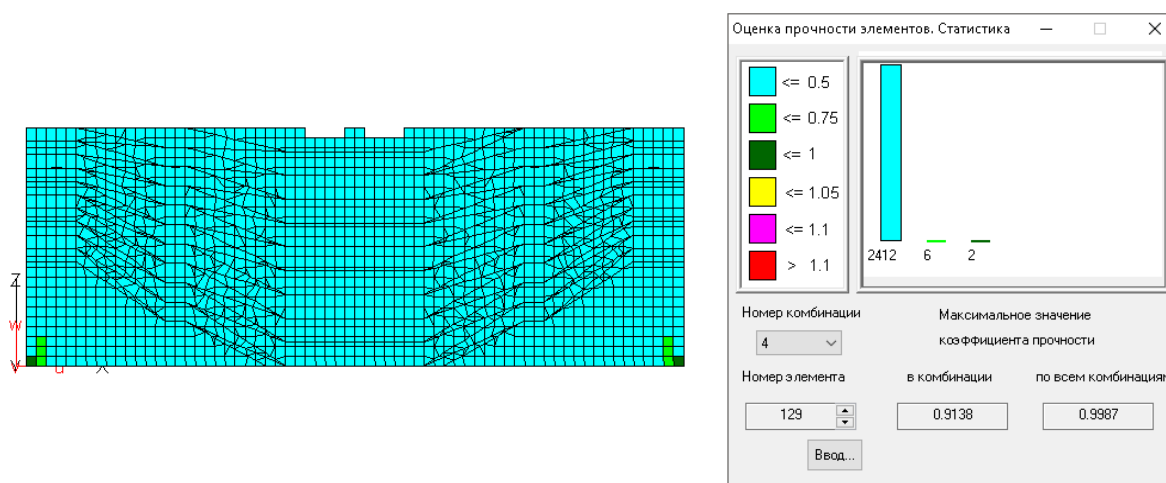 Оценка прочности элементов. Статистика
<= 0.5
<= 0.75
<= 1
<= 1.05
<= 1.1
> 1.1
2412 6 2
Номер комбинации
Максимальное значение
коэффициента прочности
4
Номер элемента в комбинации по всем комбинациям
129 0.9138 0.9987
Ввод...
Z
W
V u X